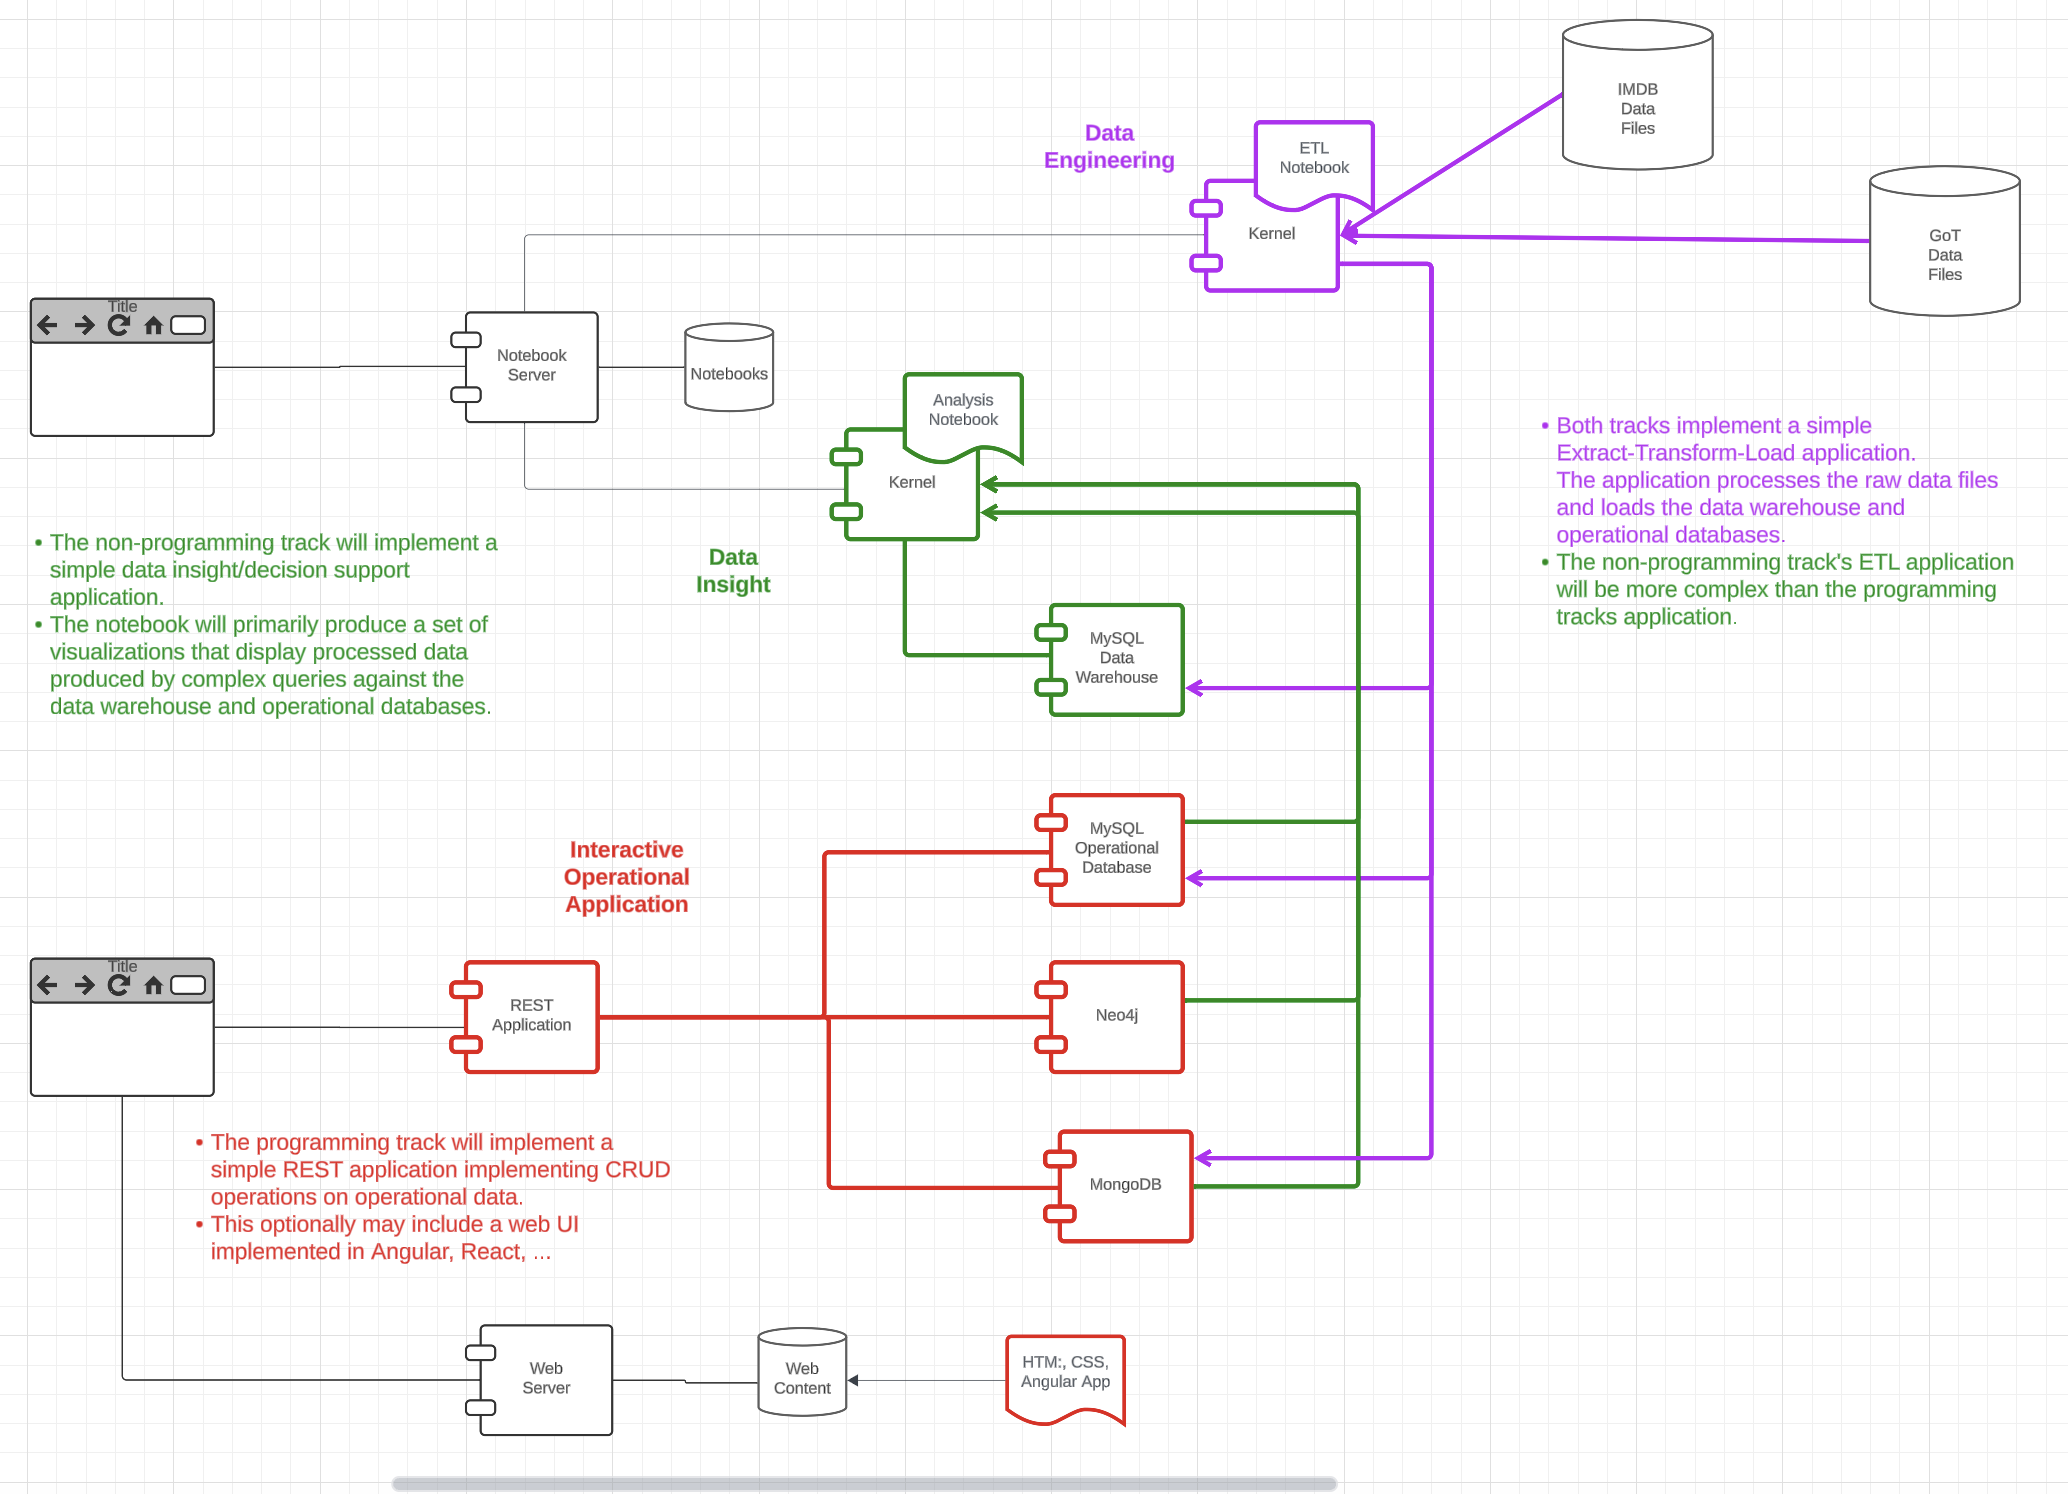 IMDB
Data
Files
Data
Engineering
ETL
Notebook
Kernel
GoT
Data
Files
Title
Notebook
Server
Notebooks
Analysis
Notebook
Kernel
• Both tracks implement a simple
Extract-Transform-Load application.
The application processes the raw data files
and loads the data warehouse and
operational databases.
• The non-programming track's ETL application
will be more complex than the programming
tracks application.
• The non-programming track will implement a
simple data insight/decision support
application.
• The notebook will primarily produce a set of
visualizations that display processed data
produced by complex queries against the
data warehouse and operational databases.
Data
Insight
MySQL
Data
Warehouse
Interactive
Operational
Application
MySQL
Operational
Database
Title
REST
Application
Neo4j
• The programming track will implement a
simple REST application implementing CRUD
operations on operational data.
• This optionally may include a web UI
implemented in Angular, React, ...
MongoDB
Web
Server
Web
Content
HTM:, CSS,
Angular App